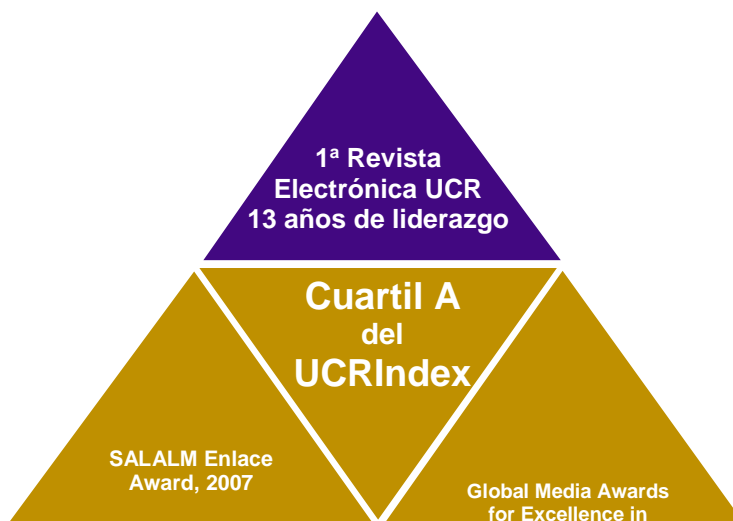 1ª Revista
Electrónica UCR
13 años de liderazgo
Cuartil A
del
UCRIndex
SALALM Enlace
Award, 2007
Global Media Awards
for Excellence in